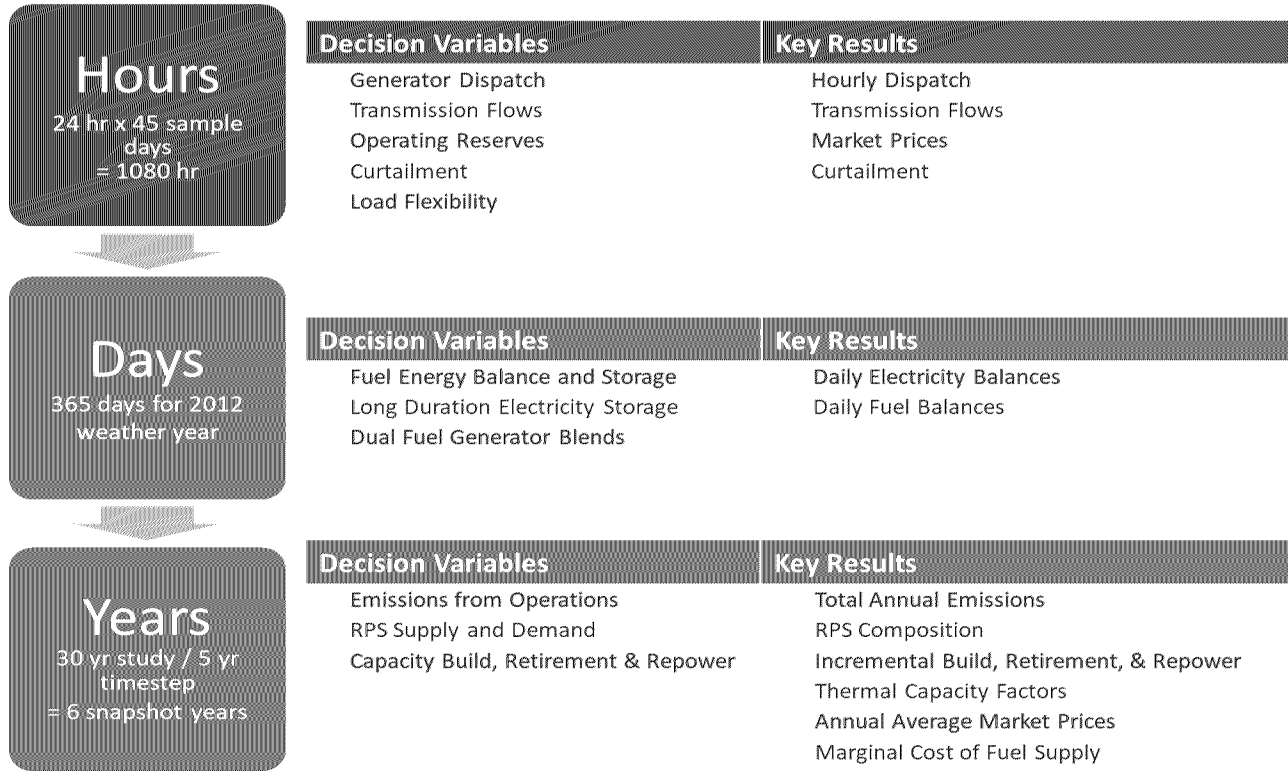 Hours
24 hr x 45 sample
days
= 1080 hr
Decision Variables
Generator Dispatch
Transmission Flows
Operating Reserves
Curtailment
Load Flexibility
Key Results
Hourly Dispatch
Transmission Flows
Market Prices
Curtailment
Days
365 days for 2012
weather year
Decision Variables
Fuel Energy Balance and Storage
Long Duration Electricity Storage
Dual Fuel Generator Blends
Key Results
Daily Electricity Balances
Daily Fuel Balances
Years
30 yr study / 5 yr
timestep
= 6 snapshot years
Decision Variables
Emissions from Operations
RPS Supply and Demand
Capacity Build, Retirement & Repower
Key Results
Total Annual Emissions
RPS Composition
Incremental Build, Retirement, & Repower
Thermal Capacity Factors
Annual Average Market Prices
Marginal Cost of Fuel Supply